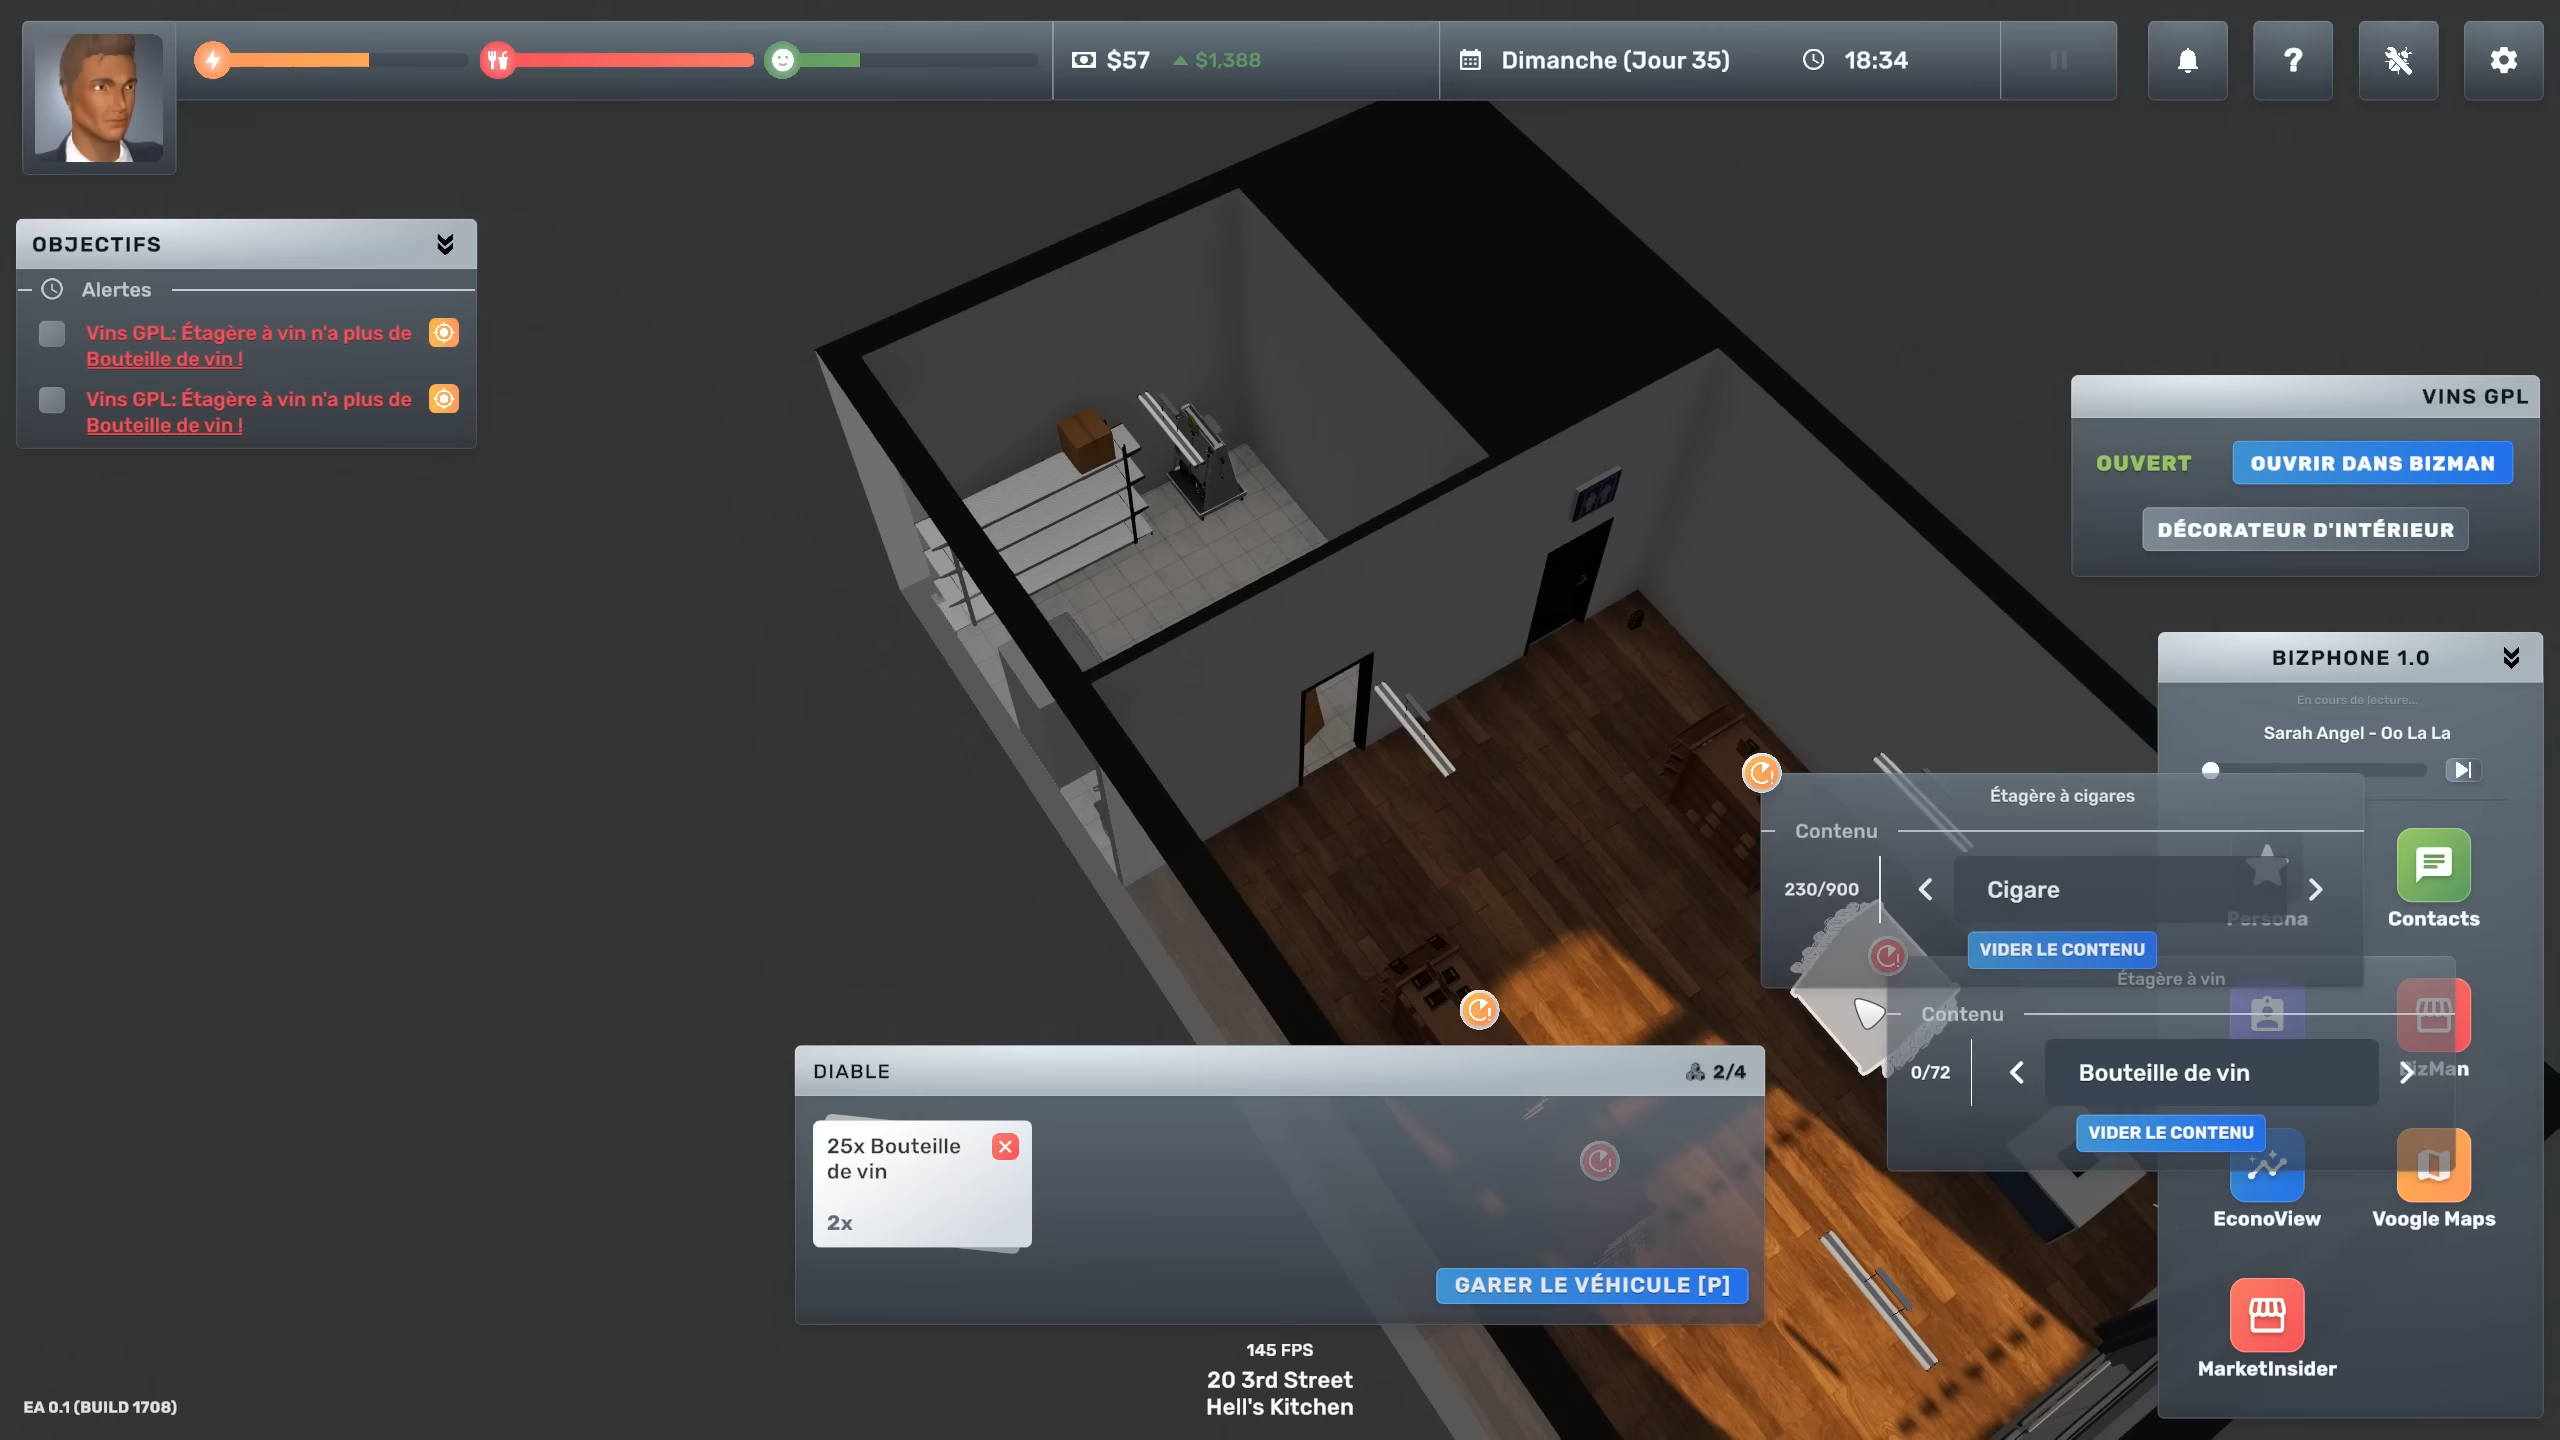 $57
$1,388
Dimanche (Jour 35)
18:34
?
OBJECTIFS
Alertes
Vins GPL: Étagère à vin n'a plus de
Bouteille de vin !
Vins GPL: Étagère à vin n'a plus de
Bouteille de vin !
VINS GPL
OUVERT
OUVRIR DANS BIZMAN
DÉCORATEUR D'INTÉRIEUR
BIZPHONE 1.0
En cours de lecture...
Sarah Angel - Oo La La
Étagère à cigares
Contenu
230/900
Cigare
VIDER LE CONTENU
Persona
Contacts
Étagère à vin
Contenu
0/72
Bouteille de vin
VIDER LE CONTENU
BizMan
EconoView
Voogle Maps
MarketInsider
DIABLE
2/4
25x Bouteille
de vin
2x
GARER LE VÉHICULE [P]
145 FPS
20 3rd Street
Hell's Kitchen
EA 0.1 (BUILD 1708)